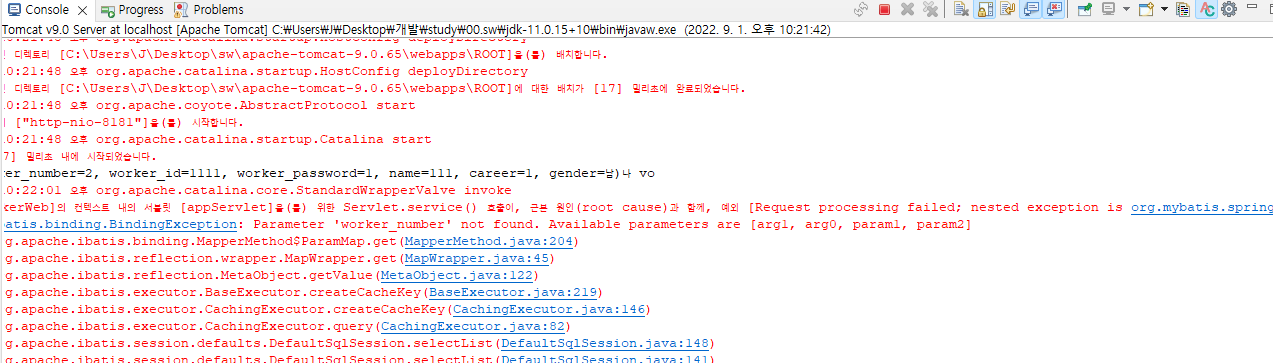 Console Progress Problems
Tomcat v9.0 Server at localhost [Apache Tomcat] C:₩Users₩J₩Desktop₩개발₩study₩00.sw₩jdk-11.0.15+10₩bin₩javaw.exe (2022. 9. 1. 오후 10:21:42)
디렉토리 [C:\Users\J\Desktop\sw\apache-tomcat-9.0.65\webapps\ROOT]을(를) 배치합니다.
0:21:48 오후 org.apache.catalina.startup.HostConfig deployDirectory
디렉토리 [C:\Users\J\Desktop\sw\apache-tomcat-9.0.65\webapps\ROOT]에 대한 배치가 [17] 밀리초에 완료되었습니다.
0:21:48 오후 org.apache.coyote.AbstractProtocol start
["http-nio-8181"]을(를) 시작합니다.
0:21:48 오후 org.apache.catalina.startup.Catalina start
7] 밀리초 내에 시작되었습니다.
er_number=2, worker_id=1111, worker_password=1, name=111, career=1, gender=남)나 vo
0:22:01 오후 org.apache.catalina.core.StandardWrapperValve invoke
kerWeb]의 컨텍스트 내의 서블릿 [appServlet]을(를) 위한 Servlet.service() 호출이, 근본 원인(root cause)과 함께, 예외 [Request processing failed; nested exception is org.mybatis.spring
batis.binding.BindingException: Parameter 'worker_number' not found. Available parameters are [arg1, arg0, param1, param2]
g.apache.ibatis.binding.MapperMethod$ParamMap.get(MapperMethod.java:204)
g.apache.ibatis.reflection.wrapper.MapWrapper.get(MapWrapper.java:45)
g.apache.ibatis.reflection.MetaObject.getValue(MetaObject.java:122)
g.apache.ibatis.executor.BaseExecutor.createCacheKey(BaseExecutor.java:219)
g.apache.ibatis.executor.CachingExecutor.createCacheKey(CachingExecutor.java:146)
g.apache.ibatis.executor.CachingExecutor.query(CachingExecutor.java:82)
g.apache.ibatis.session.defaults.DefaultSqlSession.selectList(DefaultSqlSession.java:148)
g.apache.ibatis.session.defaults.DefaultSqlSession.selectList(DefaultSqlSession.java:141)